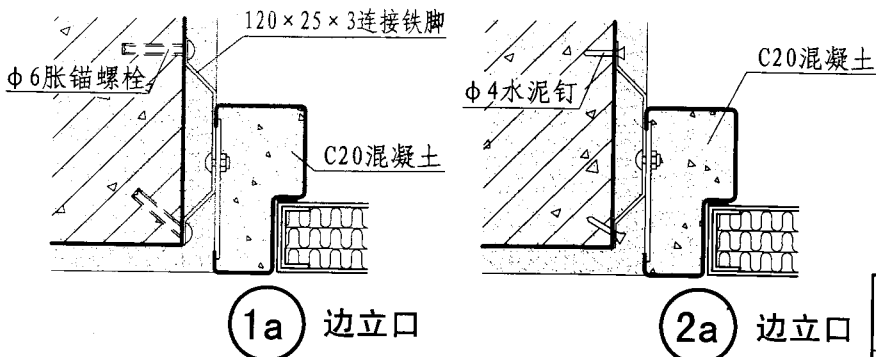 120×25×3连接铁脚
φ6胀锚螺栓
C20混凝土
1a 边立口
C20混凝土
φ4水泥钉
2a 边立口